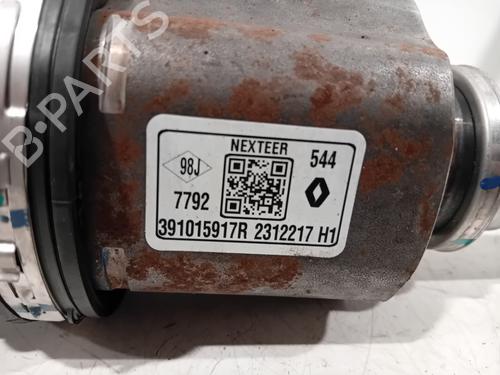 B-PARTS
NEXTEER
98J
544
7792
391015917R 2312217 H1